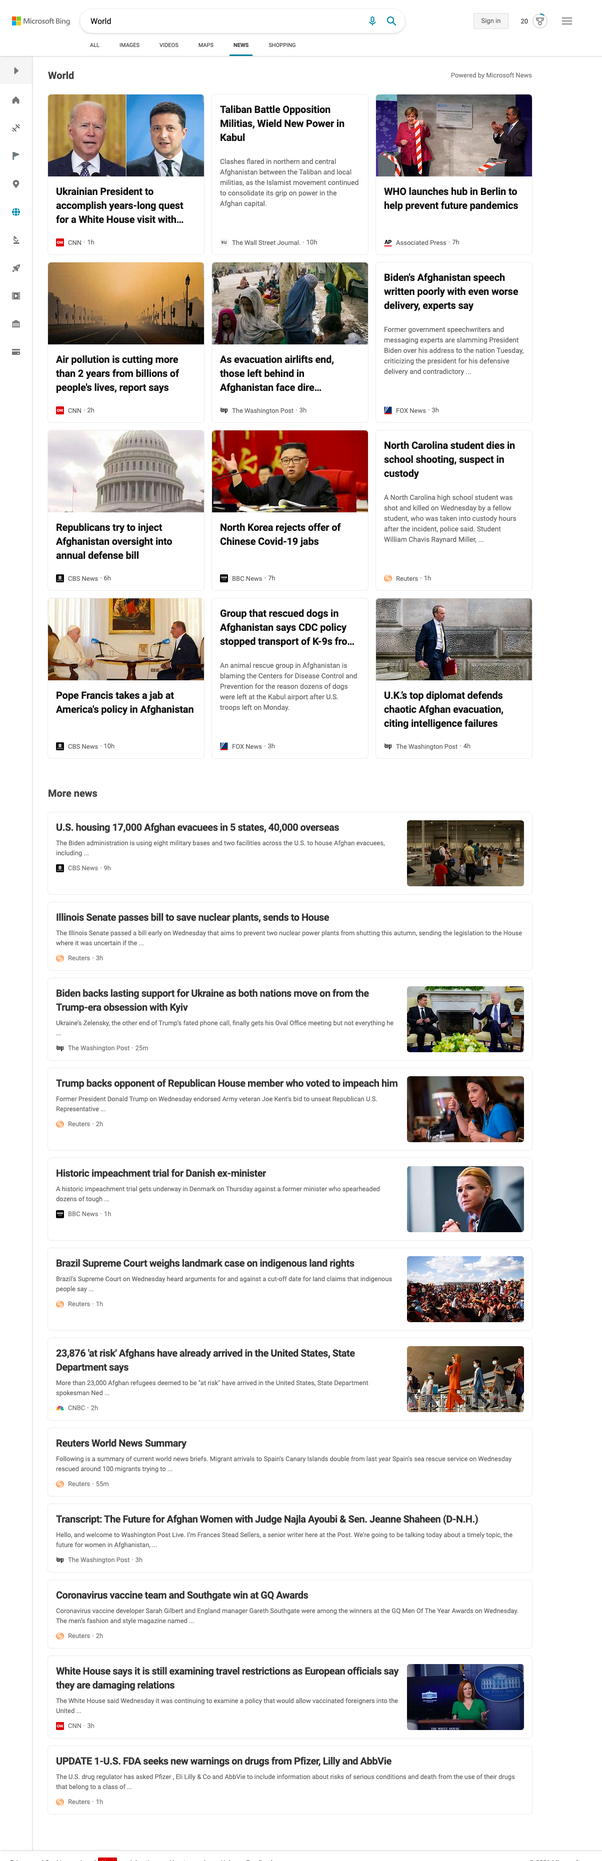 Microsoft Bing
World
Sign in
20
ALL IMAGES VIDEOS MAPS NEWS SHOPPING
World
Powered by Microsoft News
Ukrainian President to
accomplish years-long quest
for a White House visit with...
CNN · 1h
Taliban Battle Opposition
Militias, Wield New Power in
Kabul
Clashes flared in northern and central
Afghanistan between the Taliban and local
militias, as the Islamist movement continued
to consolidate its grip on power in the
Afghan capital.
The Wall Street Journal. · 10h
WHO launches hub in Berlin to
help prevent future pandemics
AP Associated Press · 7h
Air pollution is cutting more
than 2 years from billions of
people's lives, report says
CNN · 2h
As evacuation airlifts end,
those left behind in
Afghanistan face dire...
wp The Washington Post · 3h
Biden's Afghanistan speech
written poorly with even worse
delivery, experts say
Former government speechwriters and
messaging experts are slamming President
Biden over his address to the nation Tuesday,
criticizing the president for his defensive
delivery and contradictory ...
FOX News · 3h
Republicans try to inject
Afghanistan oversight into
annual defense bill
CBS News · 6h
North Korea rejects offer of
Chinese Covid-19 jabs
BBC News · 7h
North Carolina student dies in
school shooting, suspect in
custody
A North Carolina high school student was
shot and killed on Wednesday by a fellow
student, who was taken into custody hours
after the incident, police said. Student
William Chavis Raynard Miller, ...
Reuters · 1h
Pope Francis takes a jab at
America's policy in Afghanistan
CBS News · 10h
Group that rescued dogs in
Afghanistan says CDC policy
stopped transport of K-9s fro...
An animal rescue group in Afghanistan is
blaming the Centers for Disease Control and
Prevention for the reason dozens of dogs
were left at the Kabul airport after U.S.
troops left on Monday.
FOX News · 3h
U.K.'s top diplomat defends
chaotic Afghan evacuation,
citing intelligence failures
wp The Washington Post · 4h
More news
U.S. housing 17,000 Afghan evacuees in 5 states, 40,000 overseas
The Biden administration is using eight military bases and two facilities across the U.S. to house Afghan evacuees,
including ...
CBS News · 9h
Illinois Senate passes bill to save nuclear plants, sends to House
The Illinois Senate passed a bill early on Wednesday that aims to prevent two nuclear power plants from shutting this autumn, sending the legislation to the House
where it was uncertain if the ...
Reuters · 3h
Biden backs lasting support for Ukraine as both nations move on from the
Trump-era obsession with Kyiv
Ukraine's Zelensky, the other end of Trump's fated phone call, finally gets his Oval Office meeting but not everything he
...
wp The Washington Post · 25m
Trump backs opponent of Republican House member who voted to impeach him
Former President Donald Trump on Wednesday endorsed Army veteran Joe Kent's bid to unseat Republican U.S.
Representative ...
Reuters · 2h
Historic impeachment trial for Danish ex-minister
A historic impeachment trial gets underway in Denmark on Thursday against a former minister who spearheaded
dozens of tough ...
BBC News · 1h
Brazil Supreme Court weighs landmark case on indigenous land rights
Brazil's Supreme Court on Wednesday heard arguments for and against a cut-off date for land claims that indigenous
people say ...
Reuters · 1h
23,876 'at risk' Afghans have already arrived in the United States, State
Department says
More than 23,000 Afghan refugees deemed to be "at risk" have arrived in the United States, State Department
spokesman Ned ...
CNBC · 2h
Reuters World News Summary
Following is a summary of current world news briefs. Migrant arrivals to Spain's Canary Islands double from last year Spain's sea rescue service on Wednesday
rescued around 100 migrants trying to ...
Reuters · 55m
Transcript: The Future for Afghan Women with Judge Najla Ayoubi & Sen. Jeanne Shaheen (D-N.H.)
Hello, and welcome to Washington Post Live. I'm Frances Stead Sellers, a senior writer here at the Post. We're going to be talking today about a timely topic, the
future for women in Afghanistan, ...
wp The Washington Post · 3h
Coronavirus vaccine team and Southgate win at GQ Awards
Coronavirus vaccine developer Sarah Gilbert and England manager Gareth Southgate were among the winners at the GQ Men Of The Year Awards on Wednesday.
The men's fashion and style magazine named ...
Reuters · 2h
White House says it is still examining travel restrictions as European officials say
they are damaging relations
The White House said Wednesday it was continuing to examine a policy that would allow vaccinated foreigners into the
United ...
CNN · 3h
UPDATE 1-U.S. FDA seeks new warnings on drugs from Pfizer, Lilly and AbbVie
The U.S. drug regulator has asked Pfizer , Eli Lilly & Co and AbbVie to include information about risks of serious conditions and death from the use of their drugs
that belong to a class of ...
Reuters · 1h